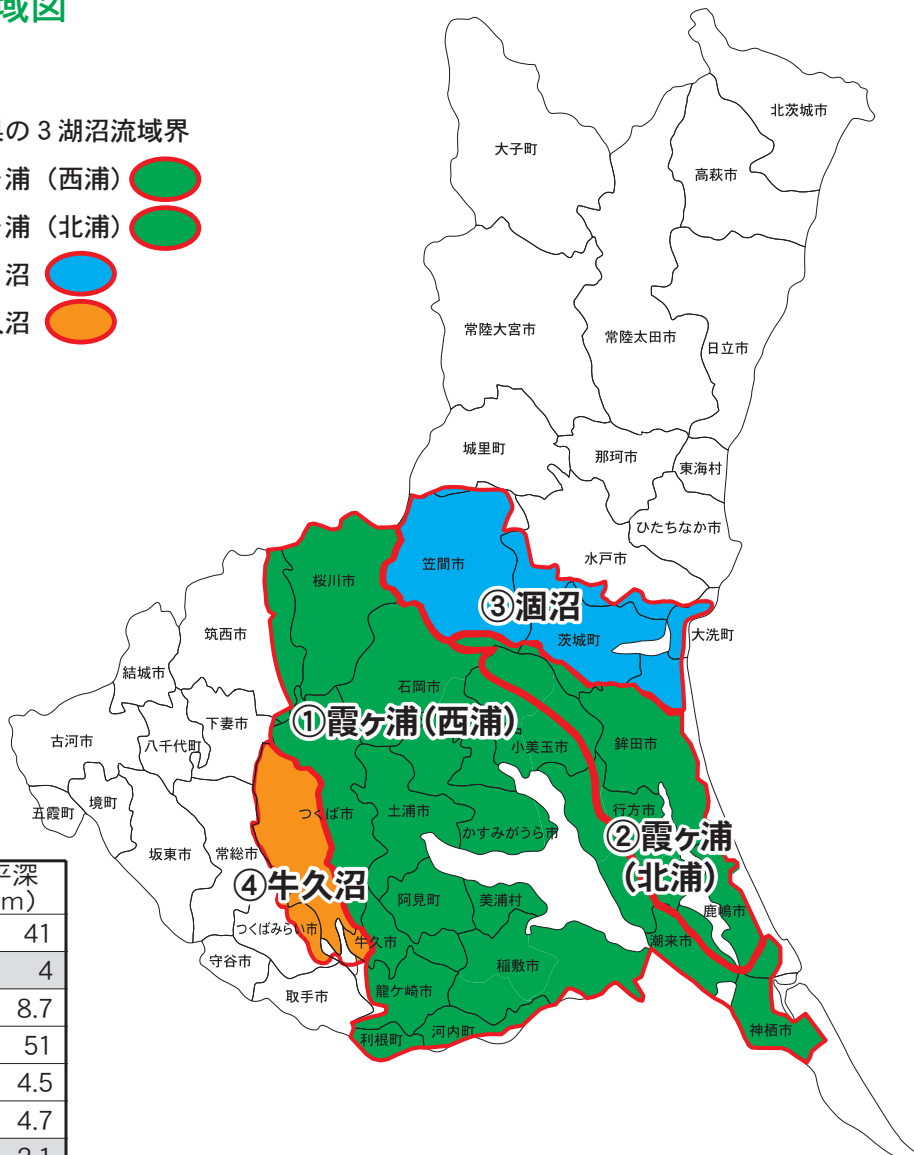 域図
の3湖沼流域界
浦（西浦）
浦（北浦）
沼
沼
北茨城市
大子町
高萩市
常陸大宮市
常陸太田市
日立市
城里町
那珂市
東海村
ひたちなか市
水戸市
笠間市
桜川市
③涸沼
茨城町
大洗町
筑西市
結城市
石岡市
下妻市
①霞ヶ浦（西浦）
古河市
八千代町
小美玉市
鉾田市
五霞町
境町
つくば市
土浦市
行方市
かすみがうら市
②霞ヶ浦
（北浦）
坂東市
常総市
④牛久沼
阿見町
美浦村
鹿嶋市
つくばみらい市
牛久市
潮来市
守谷市
稲敷市
取手市
龍ケ崎市
利根町
河内町
神栖市
平深
m）
41
4
8.7
51
4.5
4.7